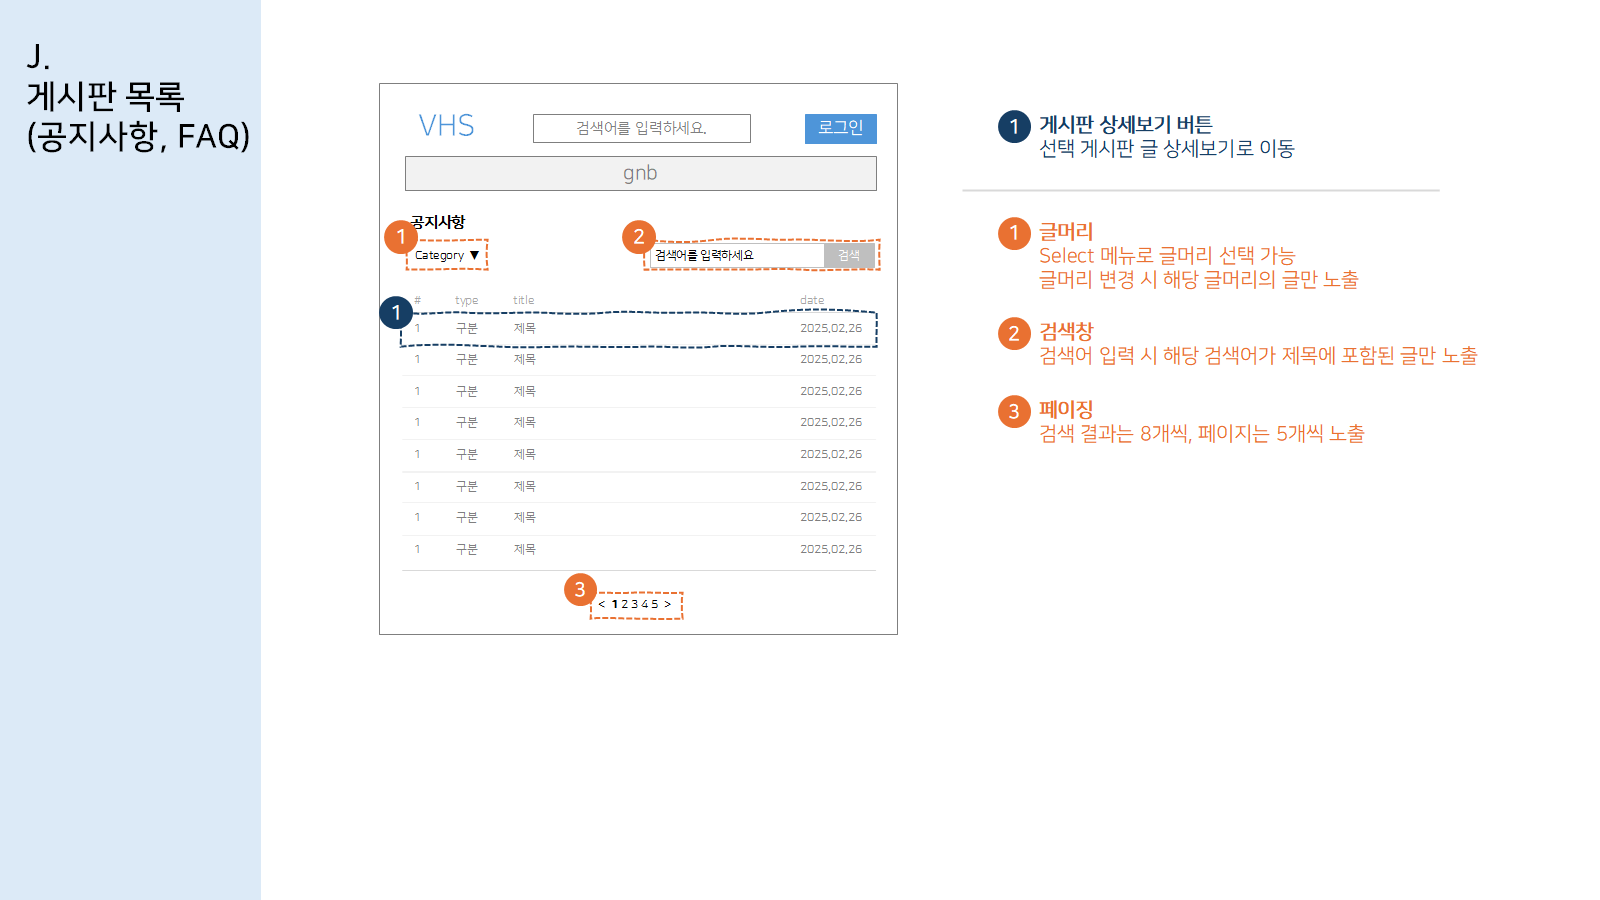 J.
게시판 목록
(공지사항, FAQ)
VHS
검색어를 입력하세요.
로그인
gnb
공지사항
1
Category ▼
2
검색어를 입력하세요
검색
# type title date
1
1 구분 제목 2025.02.26
1 구분 제목 2025.02.26
1 구분 제목 2025.02.26
1 구분 제목 2025.02.26
1 구분 제목 2025.02.26
1 구분 제목 2025.02.26
1 구분 제목 2025.02.26
1 구분 제목 2025.02.26
3
< 1 2 3 4 5 >
1 게시판 상세보기 버튼
선택 게시판 글 상세보기로 이동
1 글머리
Select 메뉴로 글머리 선택 가능
글머리 변경 시 해당 글머리의 글만 노출
2 검색창
검색어 입력 시 해당 검색어가 제목에 포함된 글만 노출
3 페이징
검색 결과는 8개씩, 페이지는 5개씩 노출